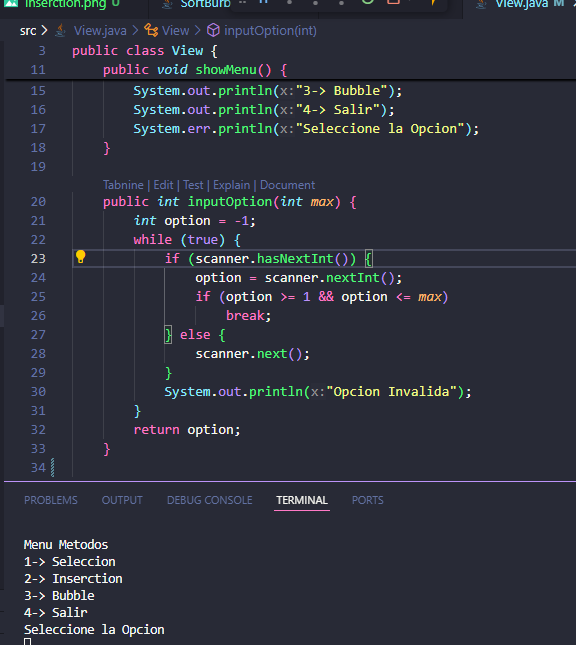 Inserction.png U
SortBurb
View.java M
src > View.java > View > inputOption(int)
3 public class View {
11 public void showMenu() {
15 System.out.println(x:"3-> Bubble");
16 System.out.println(x:"4-> Salir");
17 System.err.println(x:"Seleccione la Opcion");
18 }
19
Tabnine | Edit | Test | Explain | Document
20 public int inputOption(int max) {
21 int option = -1;
22 while (true) {
23 if (scanner.hasNextInt()) {
24 option = scanner.nextInt();
25 if (option >= 1 && option <= max)
26 break;
27 } else {
28 scanner.next();
29 }
30 System.out.println(x:"Opcion Invalida");
31 }
32 return option;
33 }
34
PROBLEMS OUTPUT DEBUG CONSOLE TERMINAL PORTS
Menu Metodos
1-> Seleccion
2-> Inserction
3-> Bubble
4-> Salir
Seleccione la Opcion